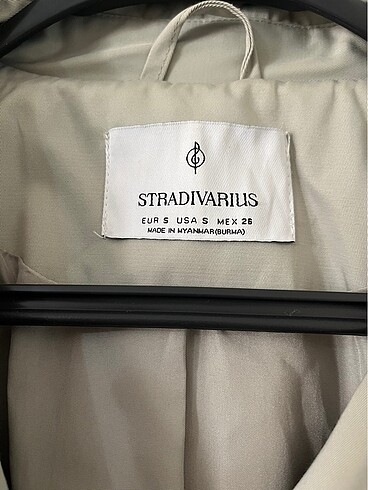 STRADIVARIUS
EUR S USA S MEX 26
MADE IN MYANMAR(BURMA)